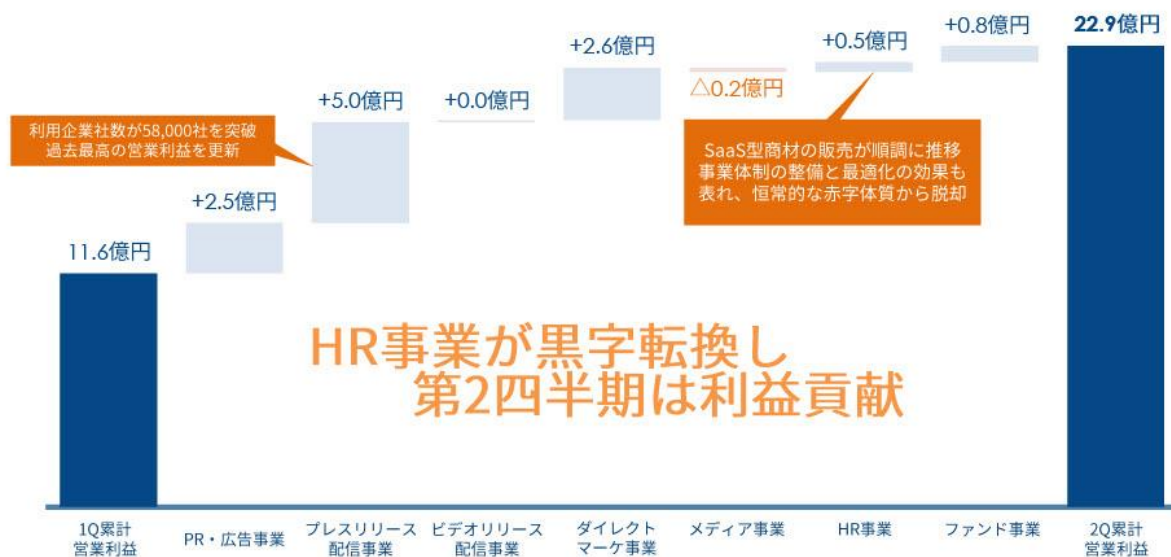 +2.6億円
+0.5億円
+0.8億円
22.9億円
+5.0億円
+0.0億円
△0.2億円
利用企業社数が58,000社を突破
過去最高の営業利益を更新
SaaS型商材の販売が順調に推移
事業体制の整備と最適化の効果も
表れ、恒常的な赤字体質から脱却
+2.5億円
11.6億円
HR事業が黒字転換し
第2四半期は利益貢献
1Q累計
営業利益
PR・広告事業
プレスリリース
配信事業
ビデオリリース
配信事業
ダイレクト
マーケ事業
メディア事業
HR事業
ファンド事業
2Q累計
営業利益